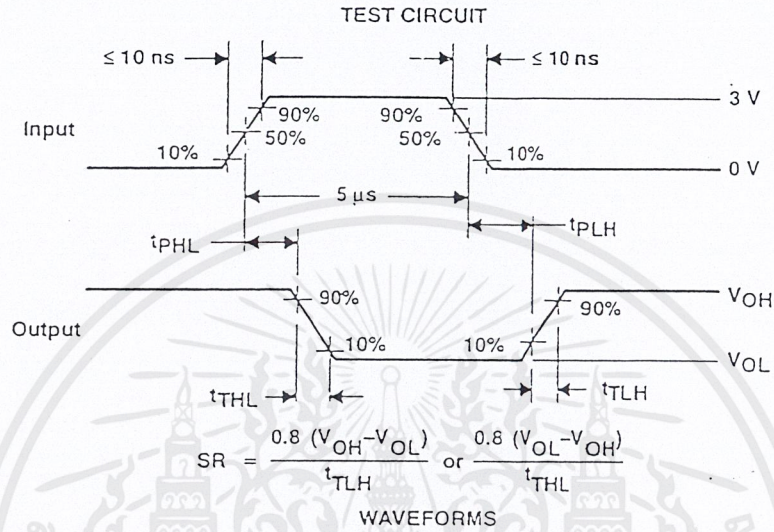 TEST CIRCUIT
≤ 10 ns
≤ 10 ns
3 V
90%
90%
Input
50%
50%
10%
10%
0 V
5 µs
tPHL
tPLH
VOH
90%
90%
Output
10%
10%
VOL
tTHL
tTLH
SR = 0.8 (VOH–VOL) / tTLH or 0.8 (VOL–VOH) / tTHL
WAVEFORMS